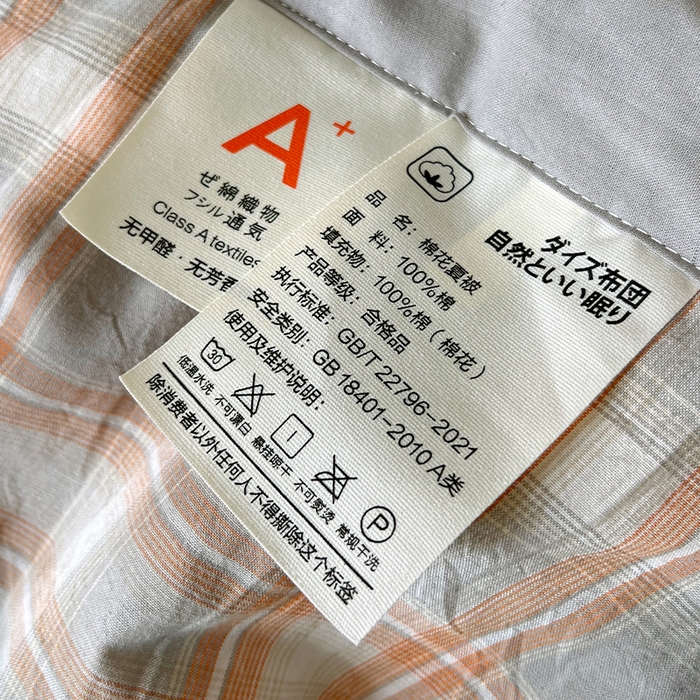 A+
ぜ綿織物
フシル通気
Class A textiles
无甲醛.无芳香
ダイズ布団
自然といい眠り
品 名：棉花夏被
面 料：100%棉
填充物：100%棉（棉花）
产品等级：合格品
执行标准：GB/T 22796-2021
安全类别：GB 18401-2010 A类
使用及维护说明：
30
低温水洗 不可漂白 悬挂晾干 不可熨烫 常规干洗
P
除消费者以外任何人不得撕除这个标签